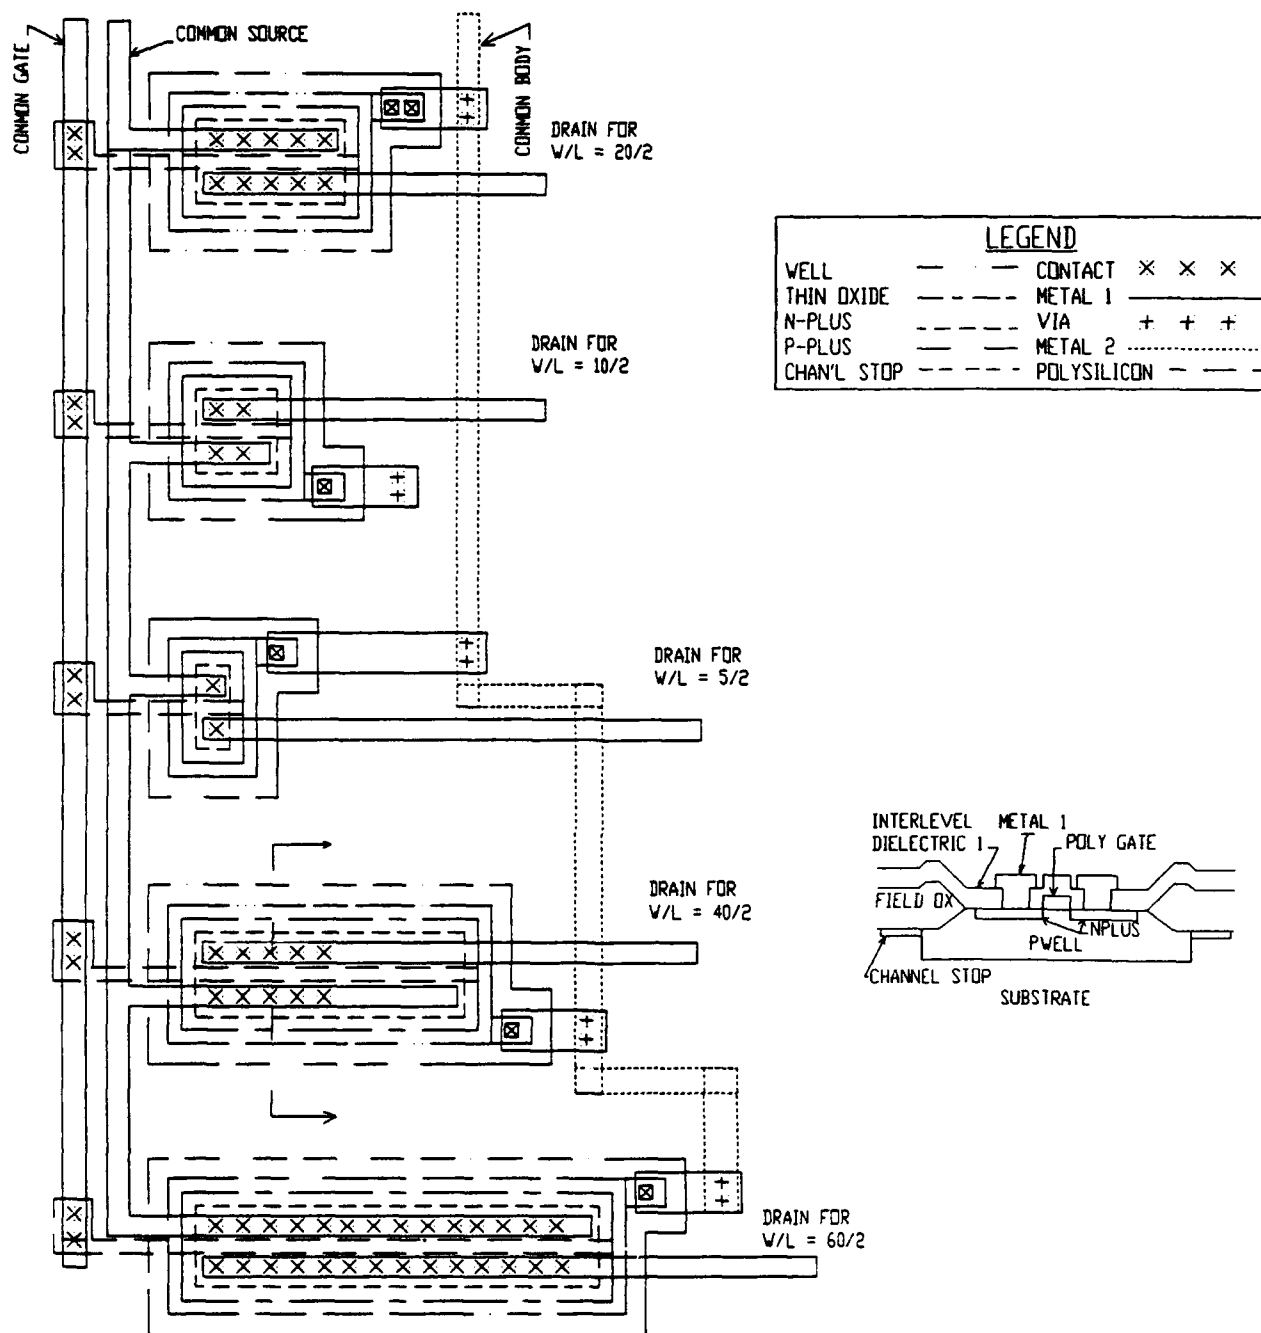 COMMON GATE
COMMON SOURCE
COMMON BODY
DRAIN FOR
W/L = 20/2
DRAIN FOR
W/L = 10/2
DRAIN FOR
W/L = 5/2
DRAIN FOR
W/L = 40/2
DRAIN FOR
W/L = 60/2
LEGEND
WELL
CONTACT
THIN OXIDE
METAL 1
N-PLUS
VIA
P-PLUS
METAL 2
CHAN'L STOP
POLYSILICON
INTERLEVEL
DIELECTRIC 1
METAL 1
POLY GATE
FIELD OX
NPLUS
PWELL
CHANNEL STOP
SUBSTRATE